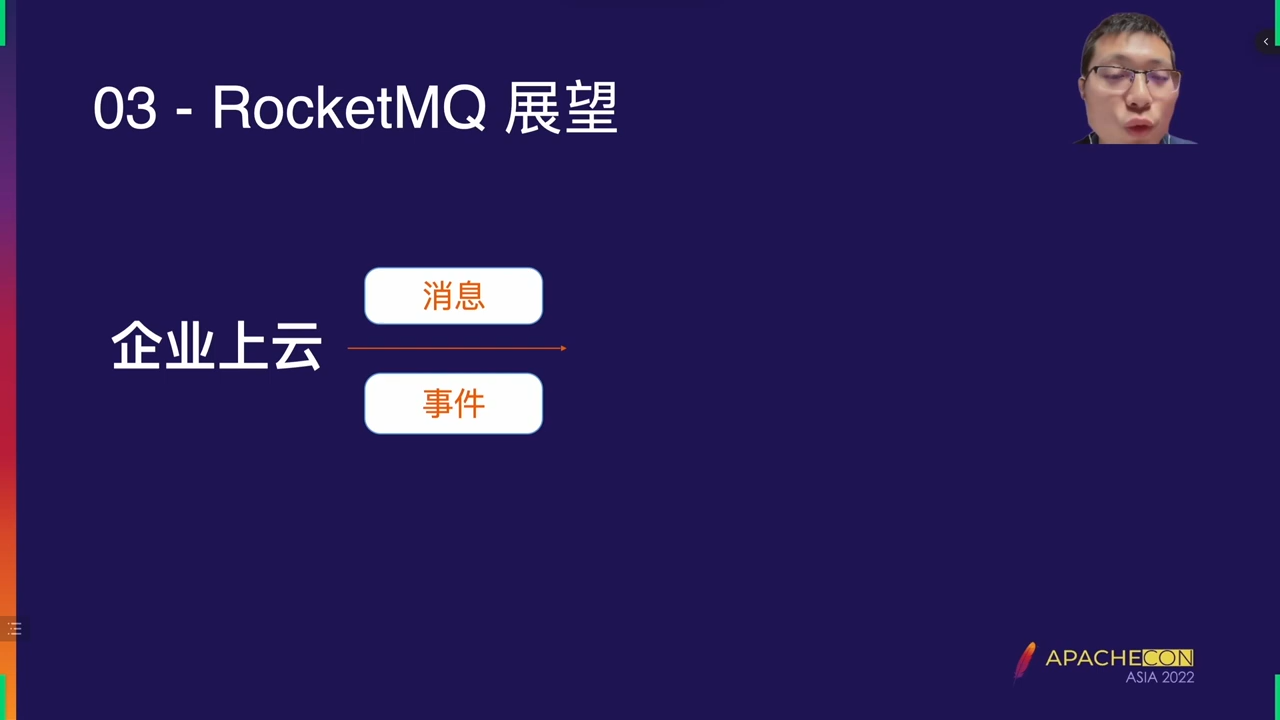 03 - RocketMQ 展望
消息
企业上云
事件
APACHECON
ASIA 2022